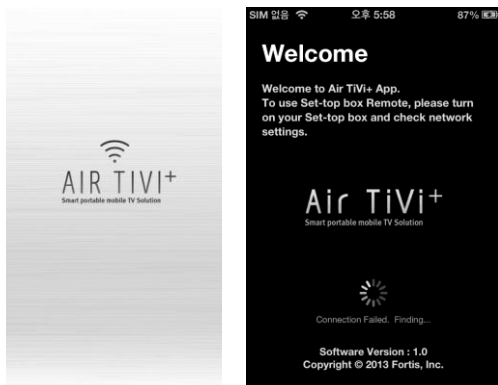 AIR TIVI+
Smart portable mobile TV Solution
SIM 없음 오후 5:58 87%
Welcome
Welcome to Air TiVi+ App.
To use Set-top box Remote, please turn
on your Set-top box and check network
settings.
Air TiVi+
Smart portable mobile TV Solution
Connection Failed. Finding...
Software Version : 1.0
Copyright © 2013 Fortis, Inc.